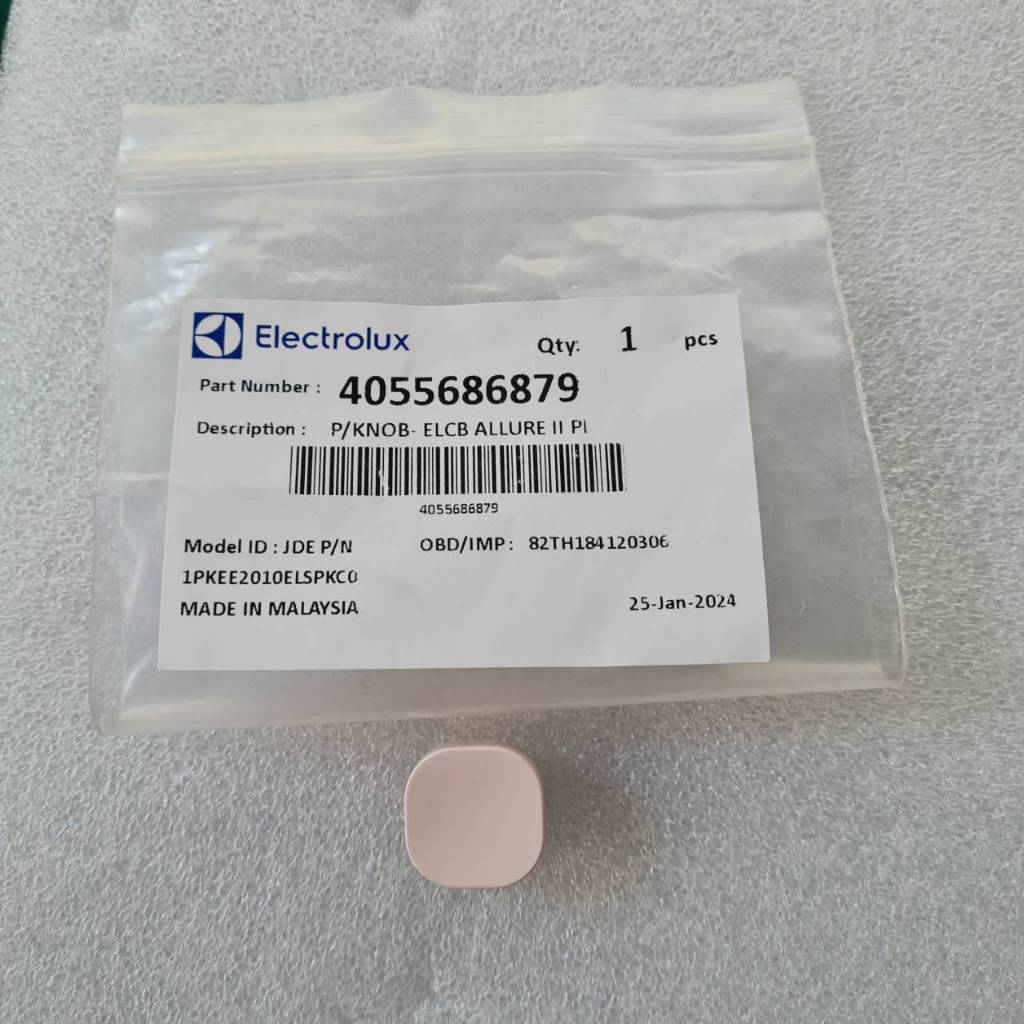 Electrolux Qty: 1 pcs
Part Number : 4055686879
Description : P/KNOB- ELCB ALLURE II PI
4055686879
Model ID : JDE P/N OBD/IMP : 82TH184120306
1PKEE2010ELSPKC0
MADE IN MALAYSIA 25-Jan-2024